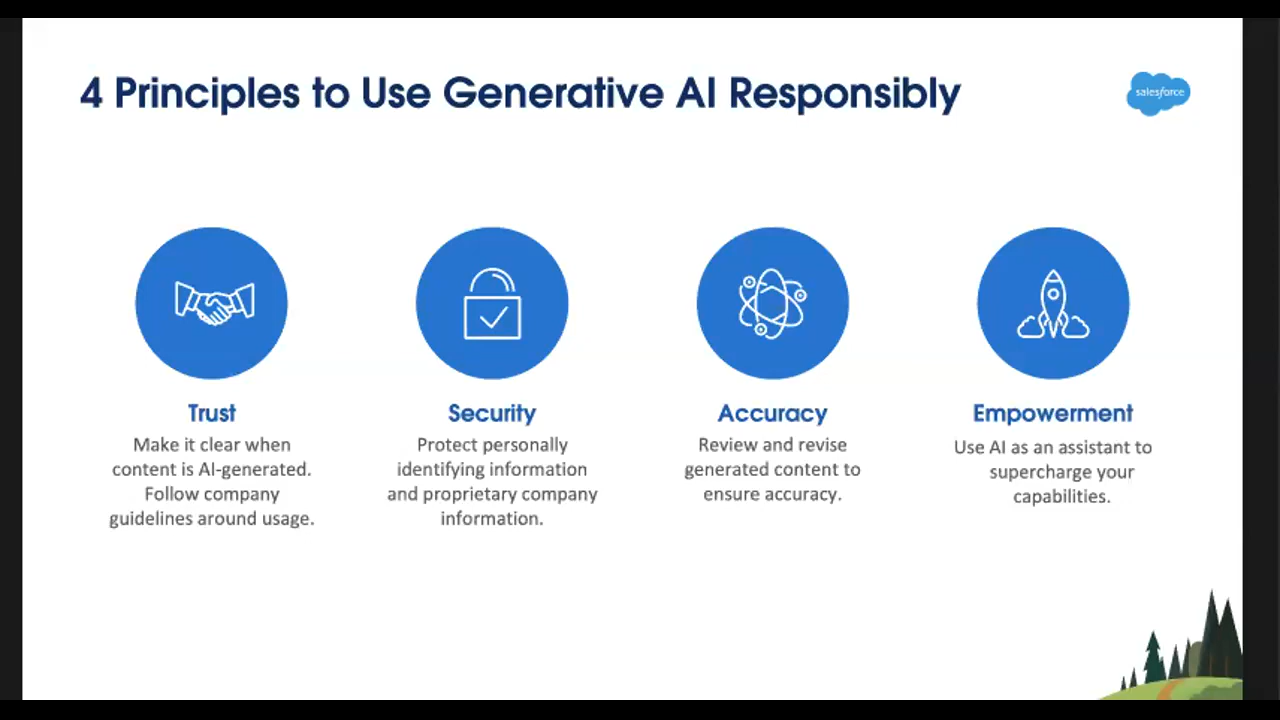 4 Principles to Use Generative AI Responsibly
salesforce
Trust
Make it clear when
content is AI-generated.
Follow company
guidelines around usage.
Security
Protect personally
identifying information
and proprietary company
information.
Accuracy
Review and revise
generated content to
ensure accuracy.
Empowerment
Use AI as an assistant to
supercharge your
capabilities.